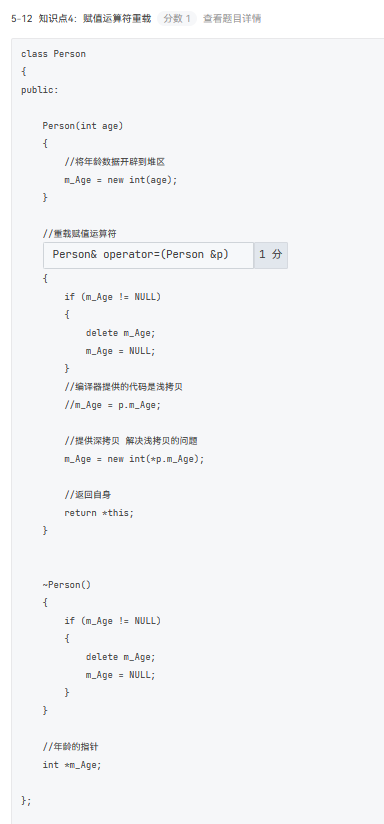 5-12 知识点4：赋值运算符重载 分数 1 查看题目详情
class Person
{
public:
Person(int age)
{
//将年龄数据开辟到堆区
m_Age = new int(age);
}
//重载赋值运算符
Person& operator=(Person &p) 1 分
{
if (m_Age != NULL)
{
delete m_Age;
m_Age = NULL;
}
//编译器提供的代码是浅拷贝
//m_Age = p.m_Age;
//提供深拷贝 解决浅拷贝的问题
m_Age = new int(*p.m_Age);
//返回自身
return *this;
}
~Person()
{
if (m_Age != NULL)
{
delete m_Age;
m_Age = NULL;
}
}
//年龄的指针
int *m_Age;
};